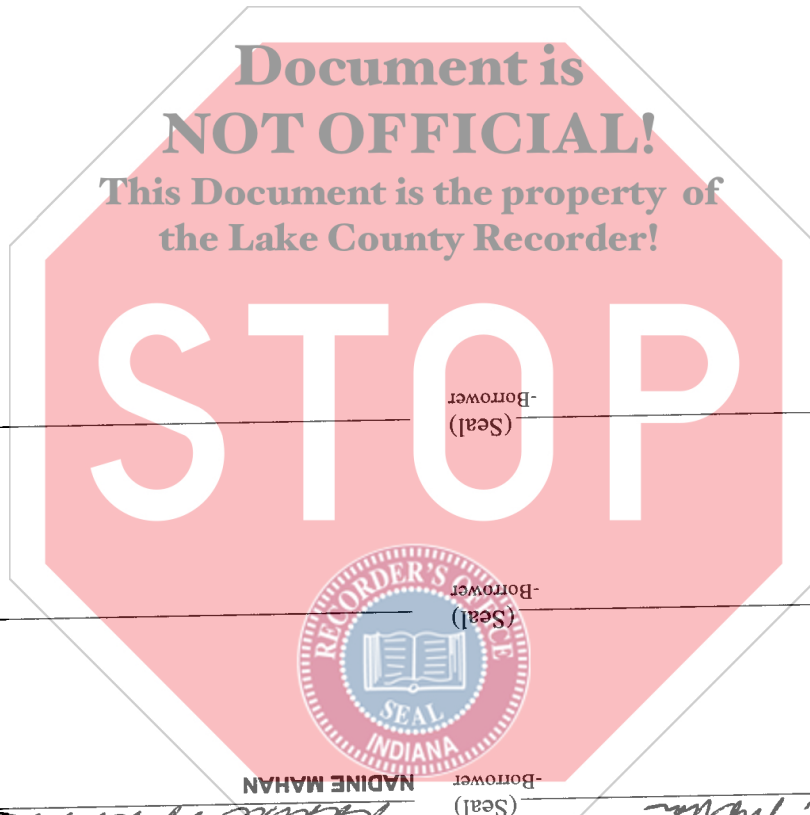 Document is
NOT OFFICIAL!
This Document is the property of
the Lake County Recorder!
STOP
-Borrower
(Seal)
-Borrower
(Seal)
RECORDER'S OFFICE
SEAL
INDIANA
NADINE MAHAN
-Borrower
(Seal)